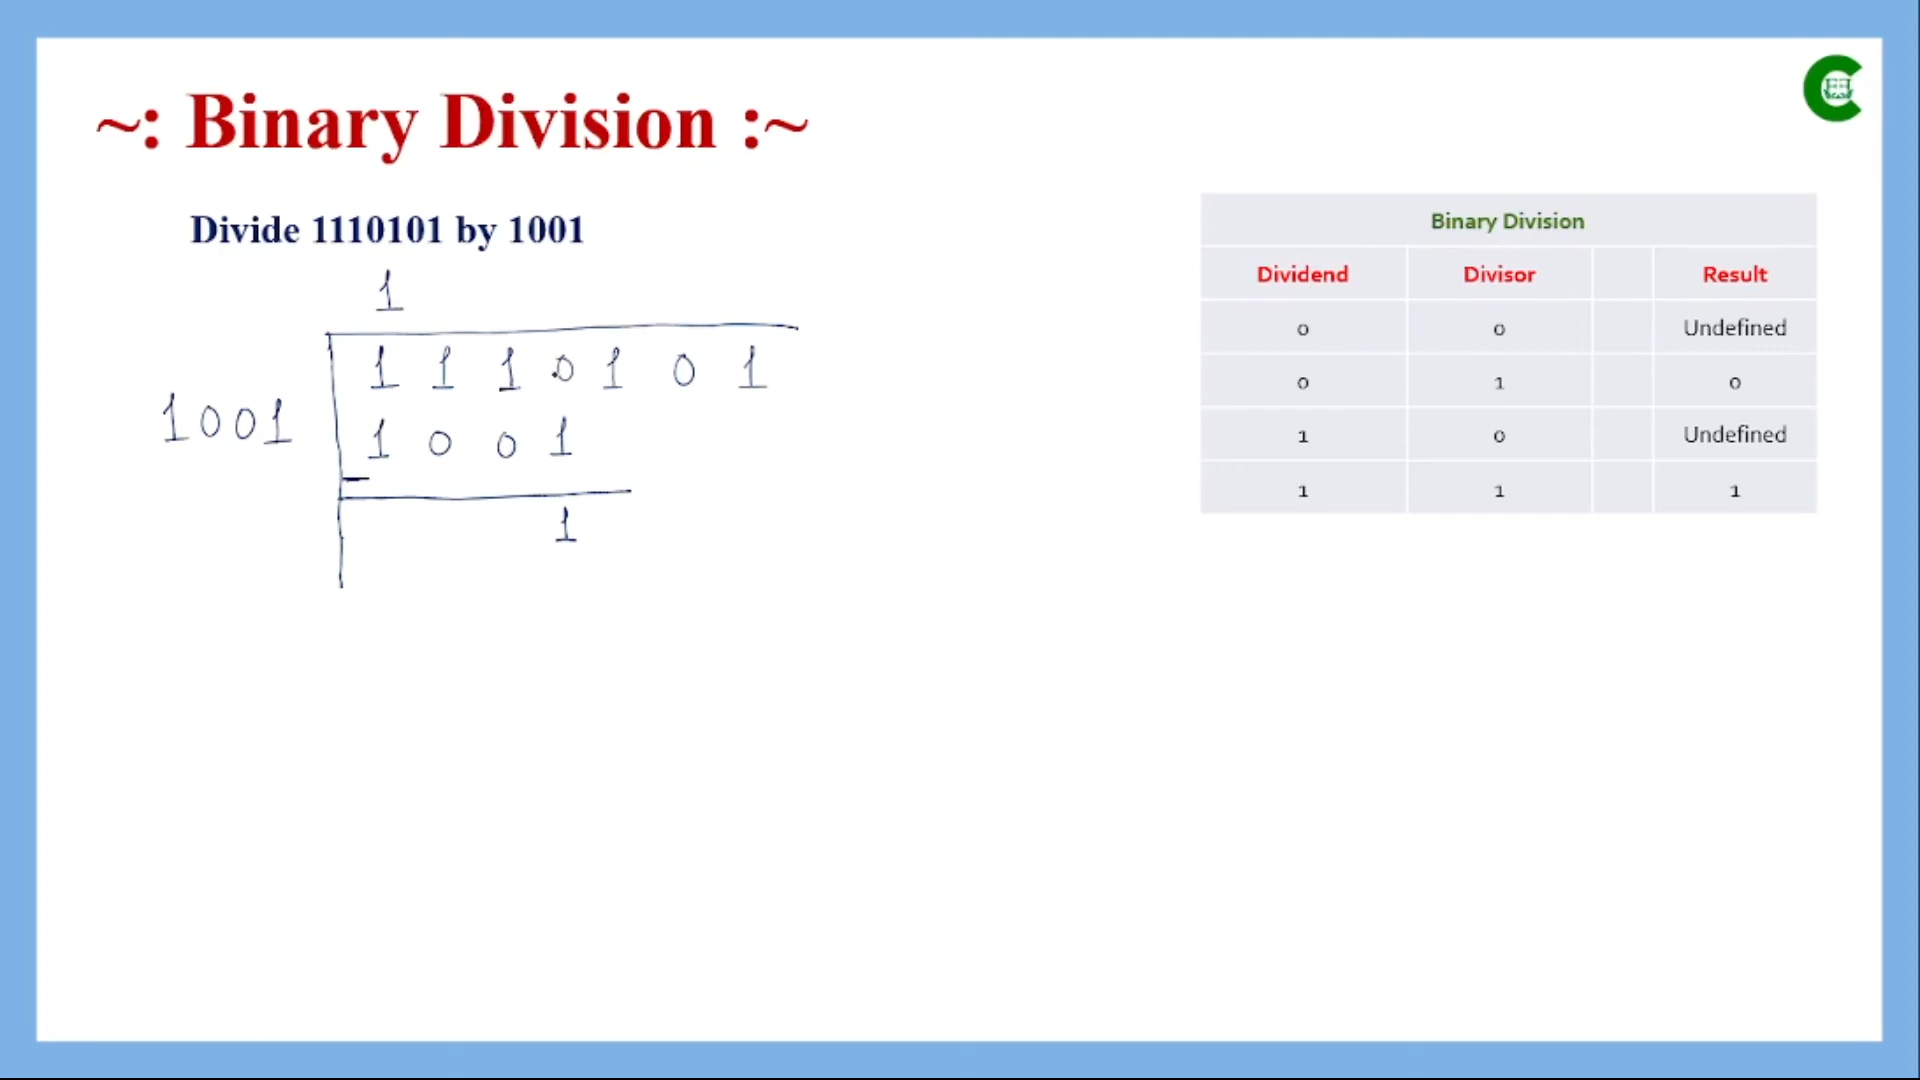 ~: Binary Division :~
Divide 1110101 by 1001
1
1 1 1 0 1 0 1
1001
1 0 0 1
-
1
Binary Division
Dividend Divisor Result
0 0 Undefined
0 1 0
1 0 Undefined
1 1 1